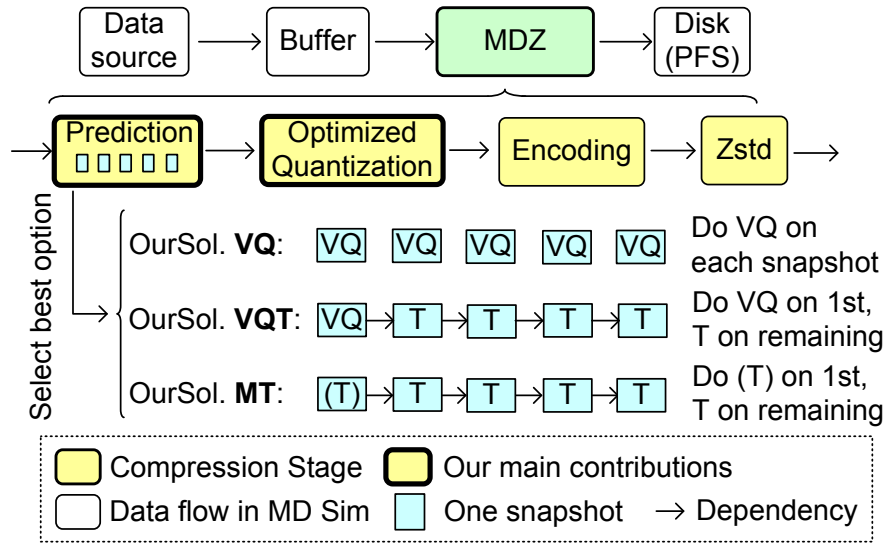 Data source
Buffer
MDZ
Disk (PFS)
Prediction
Optimized Quantization
Encoding
Zstd
Select best option
OurSol. VQ: VQ VQ VQ VQ VQ Do VQ on each snapshot
OurSol. VQT: VQ T T T T Do VQ on 1st, T on remaining
OurSol. MT: (T) T T T T Do (T) on 1st, T on remaining
Compression Stage
Our main contributions
Data flow in MD Sim
One snapshot
Dependency